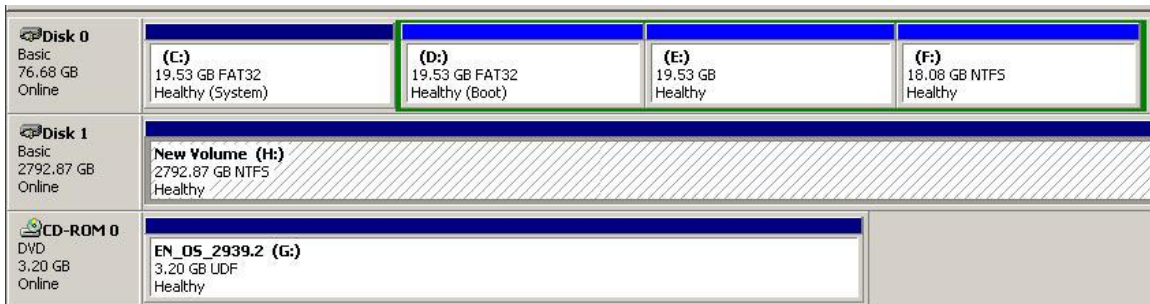 Disk 0
Basic
76.68 GB
Online
(C:)
19.53 GB FAT32
Healthy (System)
(D:)
19.53 GB FAT32
Healthy (Boot)
(E:)
19.53 GB
Healthy
(F:)
18.08 GB NTFS
Healthy
Disk 1
Basic
2792.87 GB
Online
New Volume (H:)
2792.87 GB NTFS
Healthy
CD-ROM 0
DVD
3.20 GB
Online
EN_OS_2939.2 (G:)
3.20 GB UDF
Healthy